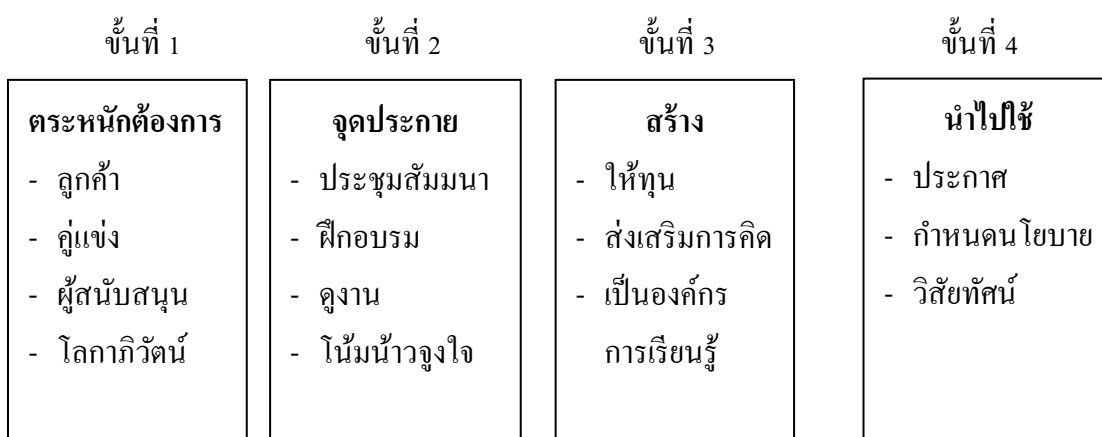 ขั้นที่ 1
ตระหนักต้องการ
- ลูกค้า
- คู่แข่ง
- ผู้สนับสนุน
- โลกาภิวัตน์
ขั้นที่ 2
จุดประกาย
- ประชุมสัมมนา
- ฝึกอบรม
- ดูงาน
- โน้มน้าวจูงใจ
ขั้นที่ 3
สร้าง
- ให้ทุน
- ส่งเสริมการคิด
- เป็นองค์กร
การเรียนรู้
ขั้นที่ 4
นำไปใช้
- ประกาศ
- กำหนดนโยบาย
- วิสัยทัศน์